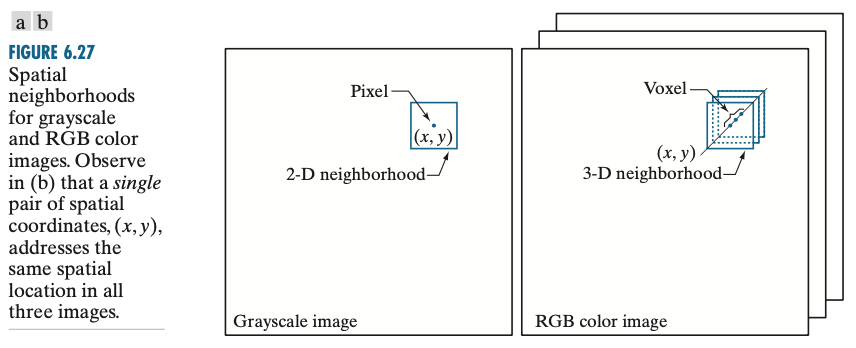 a b
FIGURE 6.27
Spatial
neighborhoods
for grayscale
and RGB color
images. Observe
in (b) that a single
pair of spatial
coordinates, (x, y),
addresses the
same spatial
location in all
three images.
Pixel
(x, y)
2-D neighborhood
Grayscale image
Voxel
(x, y)
3-D neighborhood
RGB color image